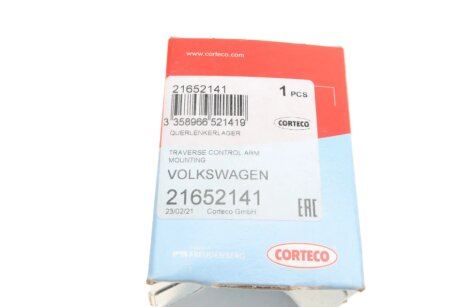 www.corteco.com
21652141
1 PCS
3 358966 521419
CORTECO
QUERLENKERLAGER
TRAVERSE CONTROL ARM
MOUNTING
VOLKSWAGEN
21652141
23/02/21 Corteco GmbH
EAC
FREUDENBERG
CORTECO